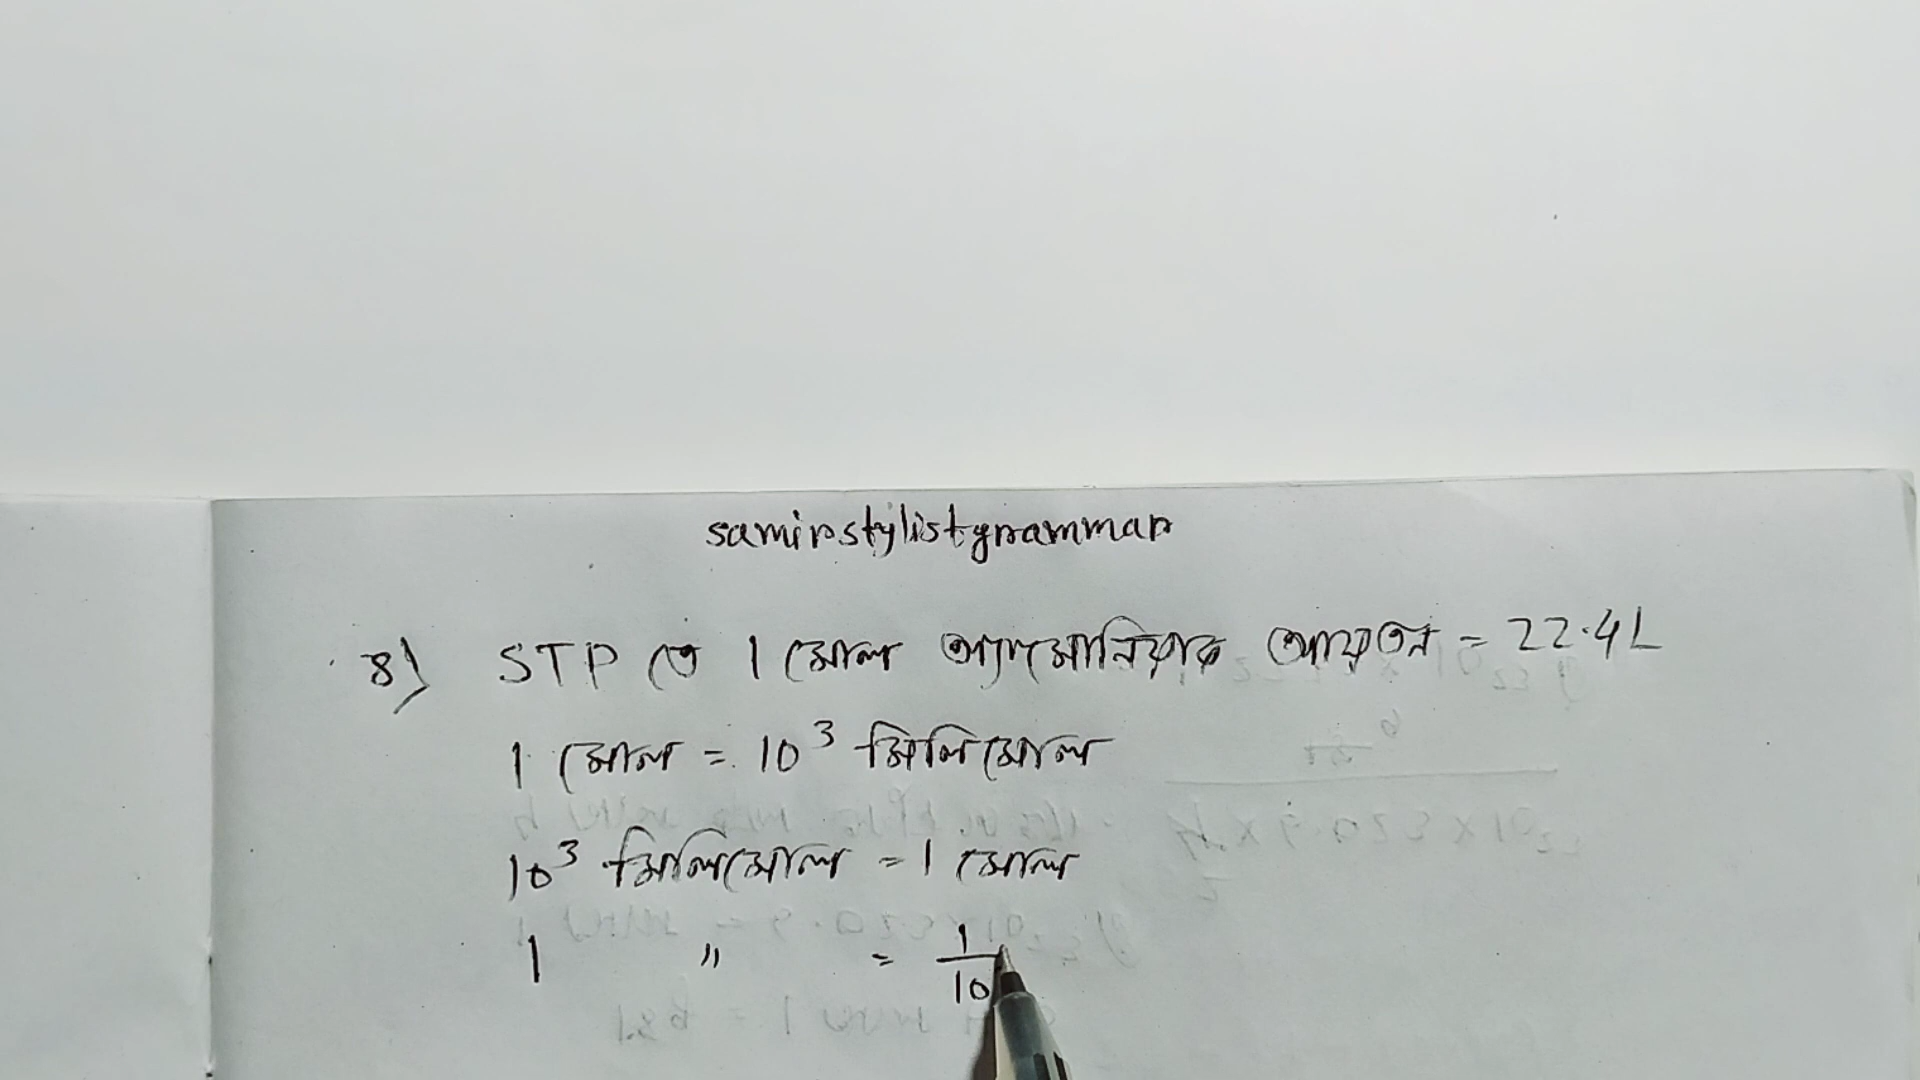 samirstylistgrammar
8) STP তে 1 মোল অ্যামোনিয়ার আয়তন = 22.4L
1 মোল = 10³ মিলিমোল
10³ মিলিমোল = 1 মোল
1 " = 1/10